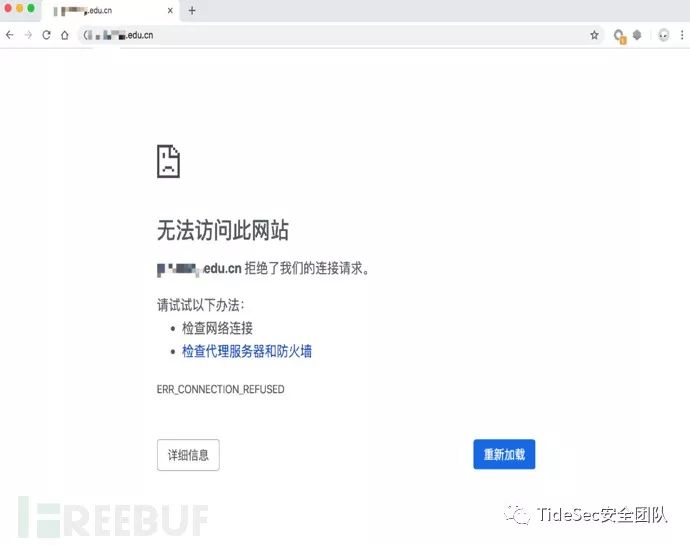 .edu.cn
.edu.cn
无法访问此网站
.edu.cn 拒绝了我们的连接请求。
请试试以下办法：
• 检查网络连接
• 检查代理服务器和防火墙
ERR_CONNECTION_REFUSED
详细信息
重新加载
FREEBUF
TideSec安全团队